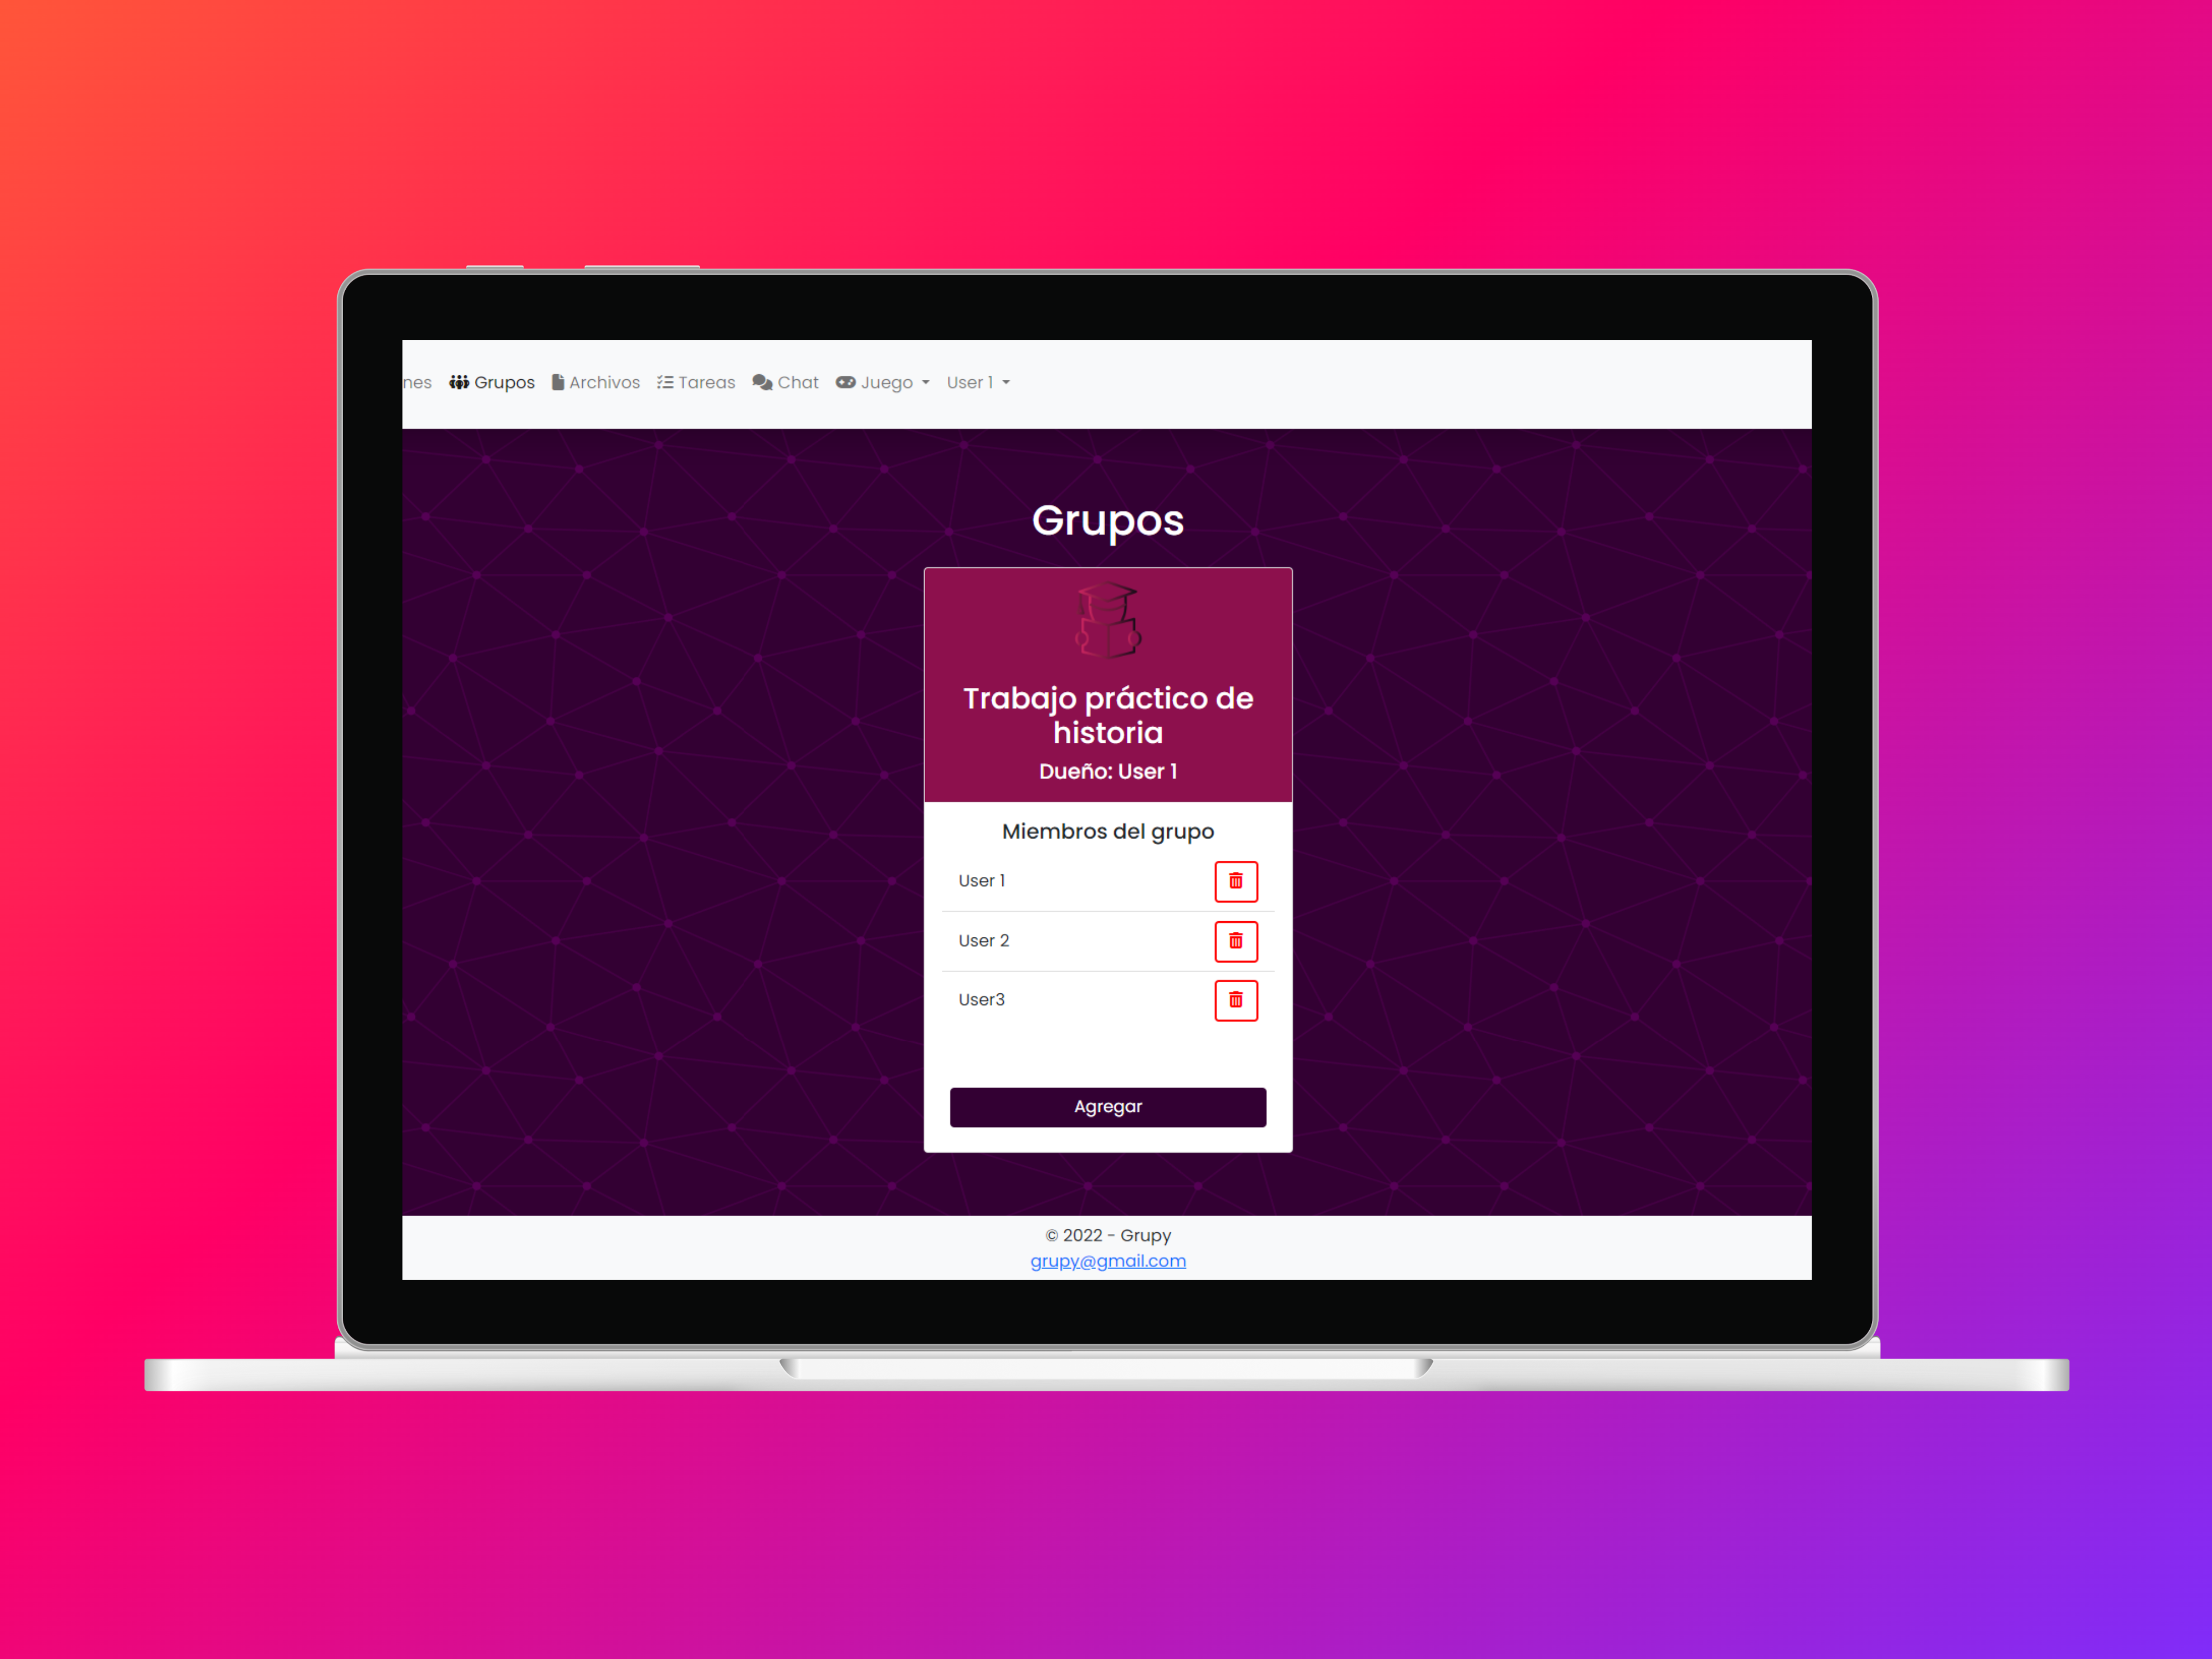 nes Grupos Archivos Tareas Chat Juego User 1
Grupos
Trabajo práctico de
historia
Dueño: User 1
Miembros del grupo
User 1
User 2
User3
Agregar
© 2022 - Grupy
grupy@gmail.com